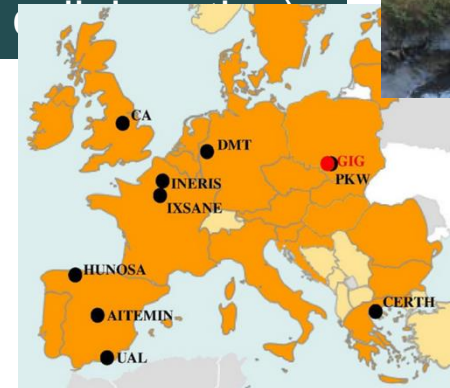 CA
DMT
GIG
PKW
INERIS
IXSANE
HUNOSA
CERTH
AITEMIN
UAL